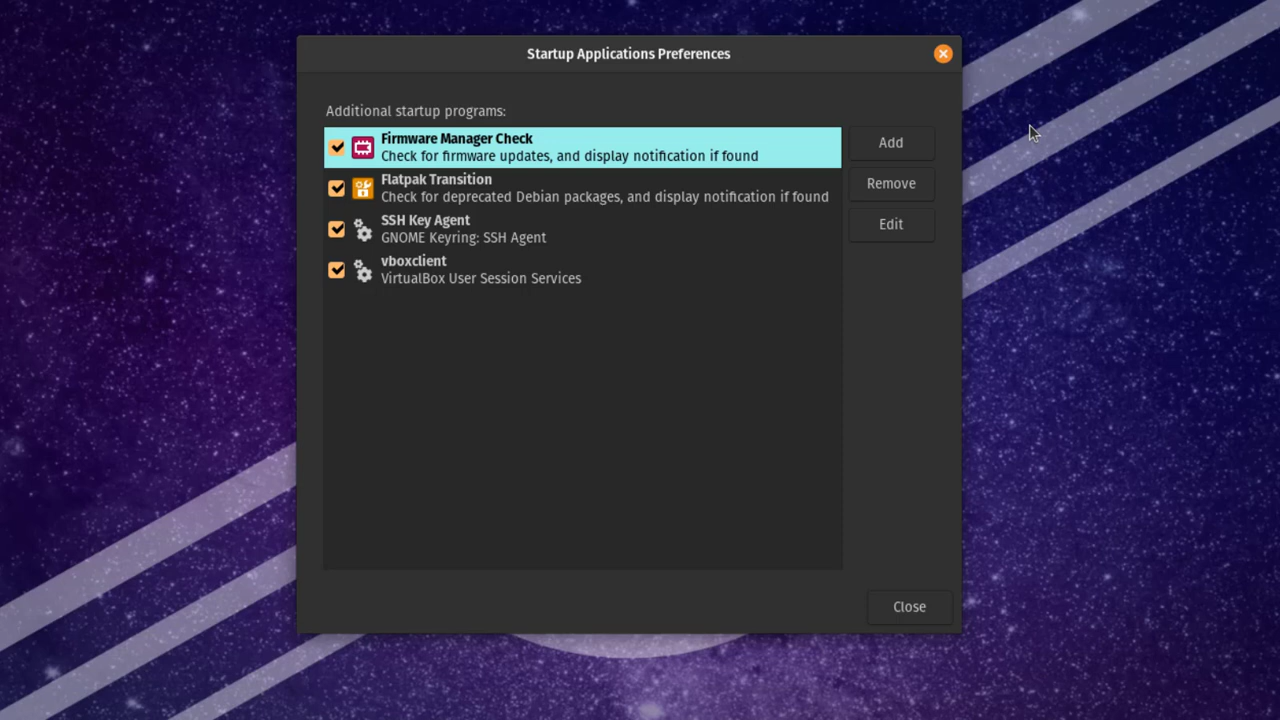 Startup Applications Preferences
Additional startup programs:
Firmware Manager Check
Check for firmware updates, and display notification if found
Flatpak Transition
Check for deprecated Debian packages, and display notification if found
SSH Key Agent
GNOME Keyring: SSH Agent
vboxclient
VirtualBox User Session Services
Add
Remove
Edit
Close